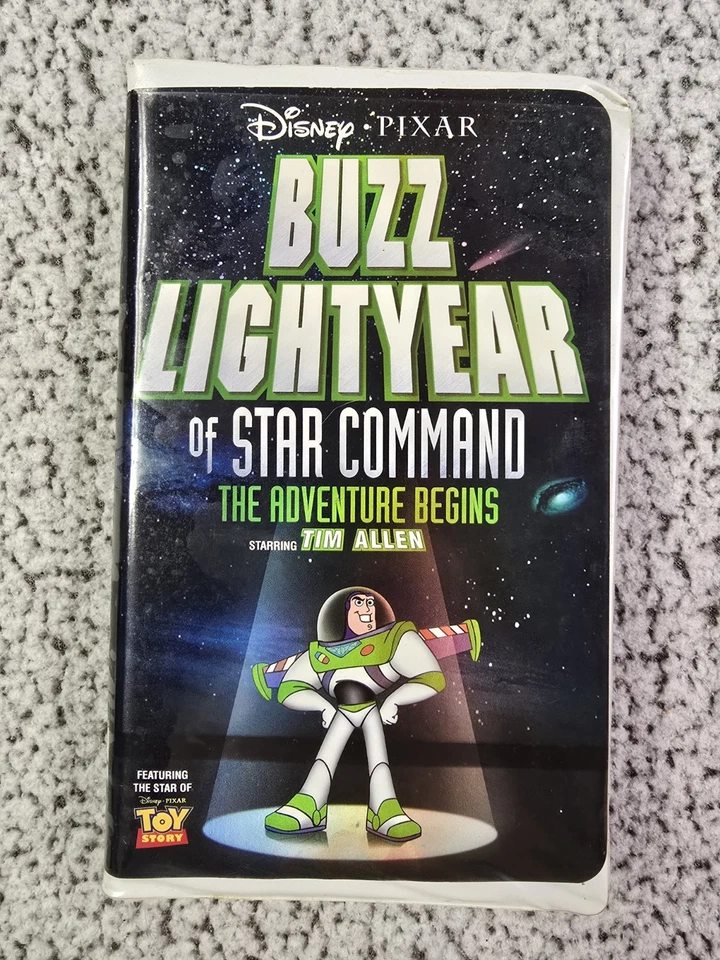 Disney · PIXAR
BUZZ
LIGHTYEAR
of STAR COMMAND
THE ADVENTURE BEGINS
STARRING TIM ALLEN
FEATURING
THE STAR OF
Disney · PIXAR
TOY
STORY